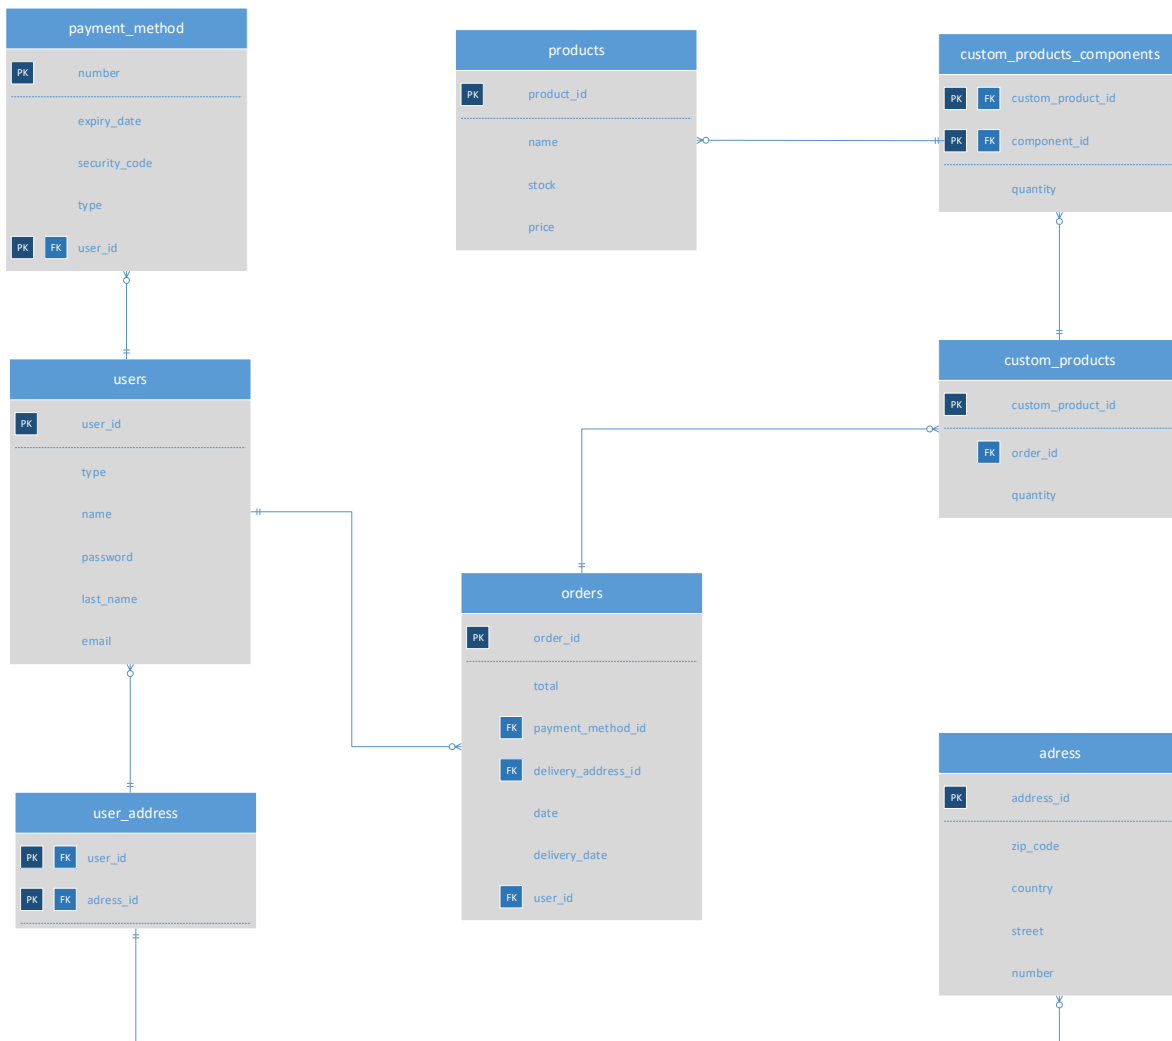 payment_method
PK number
expiry_date
security_code
type
PK FK user_id
products
PK product_id
name
stock
price
custom_products_components
PK FK custom_product_id
PK FK component_id
quantity
users
PK user_id
type
name
password
last_name
email
custom_products
PK custom_product_id
FK order_id
quantity
orders
PK order_id
total
FK payment_method_id
FK delivery_address_id
date
delivery_date
FK user_id
user_address
PK FK user_id
PK FK adress_id
adress
PK address_id
zip_code
country
street
number